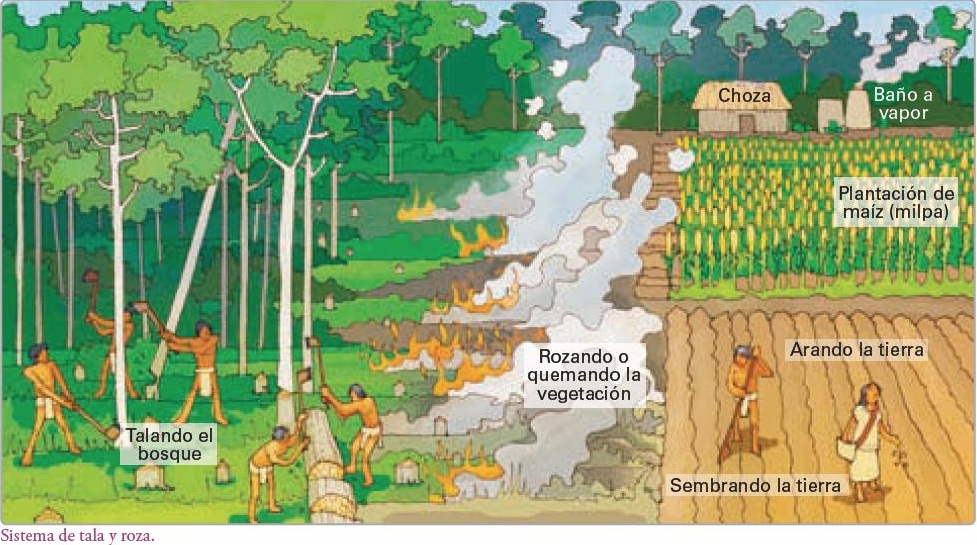 Choza
Baño a
vapor
Plantación de
maíz (milpa)
Arando la tierra
Rozando o
quemando la
vegetación
Talando el
bosque
Sembrando la tierra
Sistema de tala y roza.